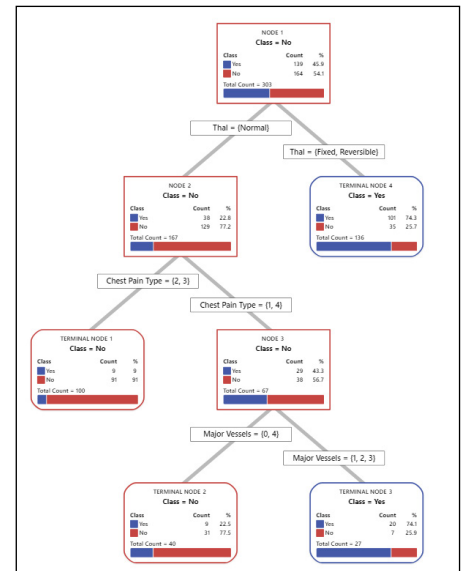 NODE 1
Class = No
Class Count %
Yes 139 45.9
No 164 54.1
Total Count = 303
Thal = {Normal}
Thal = {Fixed, Reversible}
NODE 2
Class = No
Class Count %
Yes 38 22.8
No 129 77.2
Total Count = 167
TERMINAL NODE 4
Class = Yes
Class Count %
Yes 101 74.3
No 35 25.7
Total Count = 136
Chest Pain Type = {2, 3}
Chest Pain Type = {1, 4}
TERMINAL NODE 1
Class = No
Class Count %
Yes 9 9
No 91 91
Total Count = 100
NODE 3
Class = No
Class Count %
Yes 29 43.3
No 38 56.7
Total Count = 67
Major Vessels = {0, 4}
Major Vessels = {1, 2, 3}
TERMINAL NODE 2
Class = No
Class Count %
Yes 9 22.5
No 31 77.5
Total Count = 40
TERMINAL NODE 3
Class = Yes
Class Count %
Yes 20 74.1
No 7 25.9
Total Count = 27